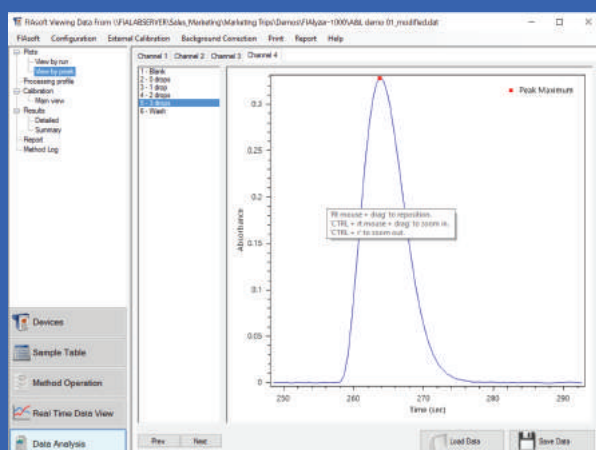 FIAsoft Viewing Data From \\FIALABSERVER\Sales_Marketing\Marketing Trips\Demos\FIAlyzer-1000\A&L demo 01_modified.dat
FIAsoft Configuration External Calibration Background Correction Print Report Help
Plots
View by run
View by peak
Processing profile
Calibration
Main view
Results
Detailed
Summary
Report
Method Log
Channel 1 Channel 2 Channel 3 Channel 4
1 - Blank
2 - 0 drops
3 - 1 drop
4 - 2 drops
5 - 3 drops
6 - Wash
Peak Maximum
0.3
0.25
0.2
0.15
0.1
0.05
0
Absorbance
'Rt mouse + drag' to reposition.
'CTRL + rt mouse + drag' to zoom in.
'CTRL + r' to zoom out.
250 260 270 280 290
Time (sec)
Devices
Sample Table
Method Operation
Real Time Data View
Data Analysis
Prev Next
Load Data Save Data